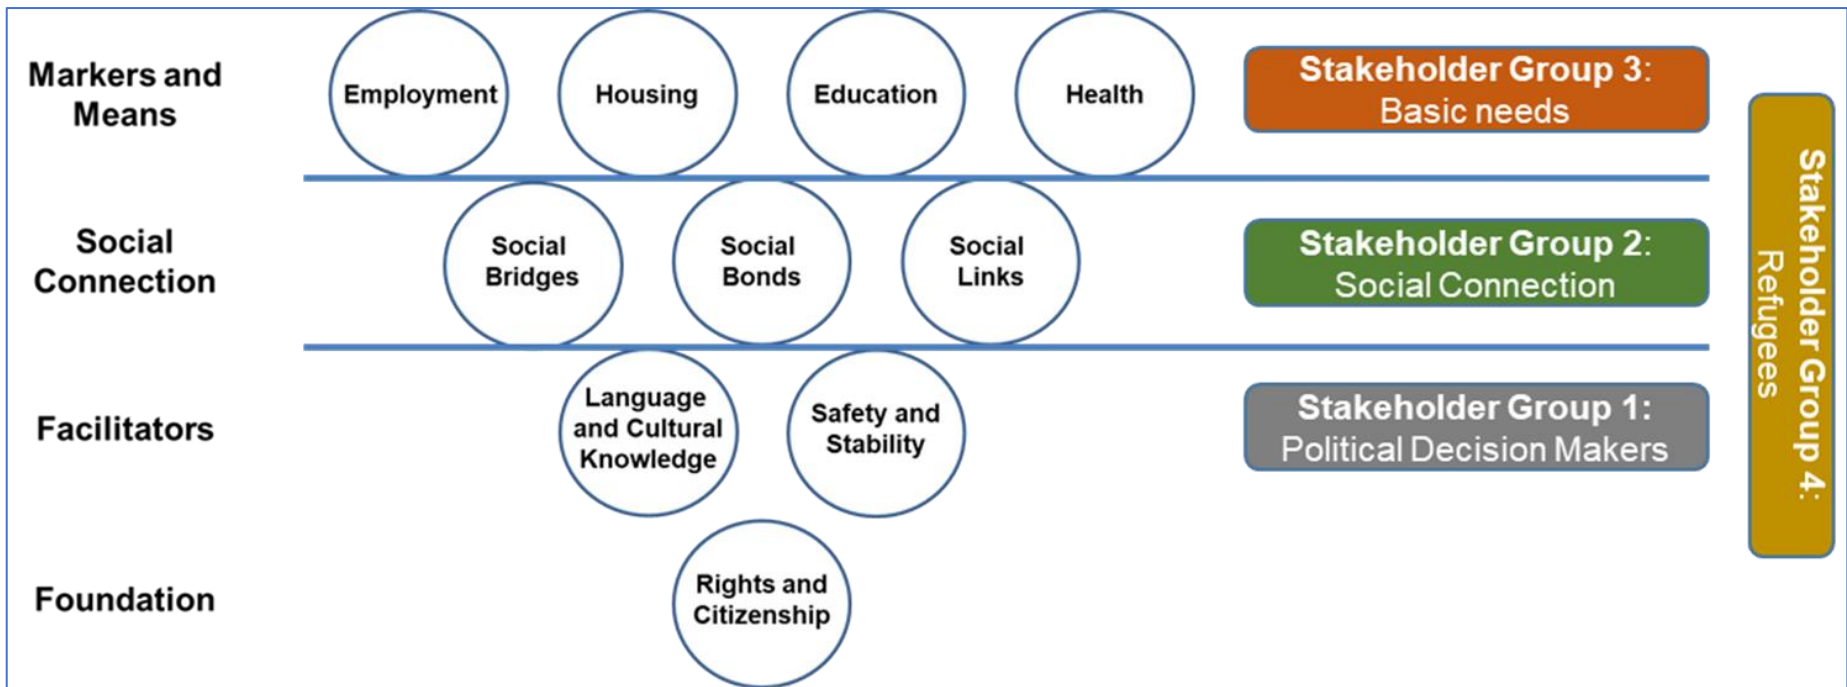 Markers and
Means
Employment
Housing
Education
Health
Stakeholder Group 3:
Basic needs
Social
Connection
Social
Bridges
Social
Bonds
Social
Links
Stakeholder Group 2:
Social Connection
Facilitators
Language
and Cultural
Knowledge
Safety and
Stability
Stakeholder Group 1:
Political Decision Makers
Foundation
Rights and
Citizenship
Stakeholder Group 4:
Refugees